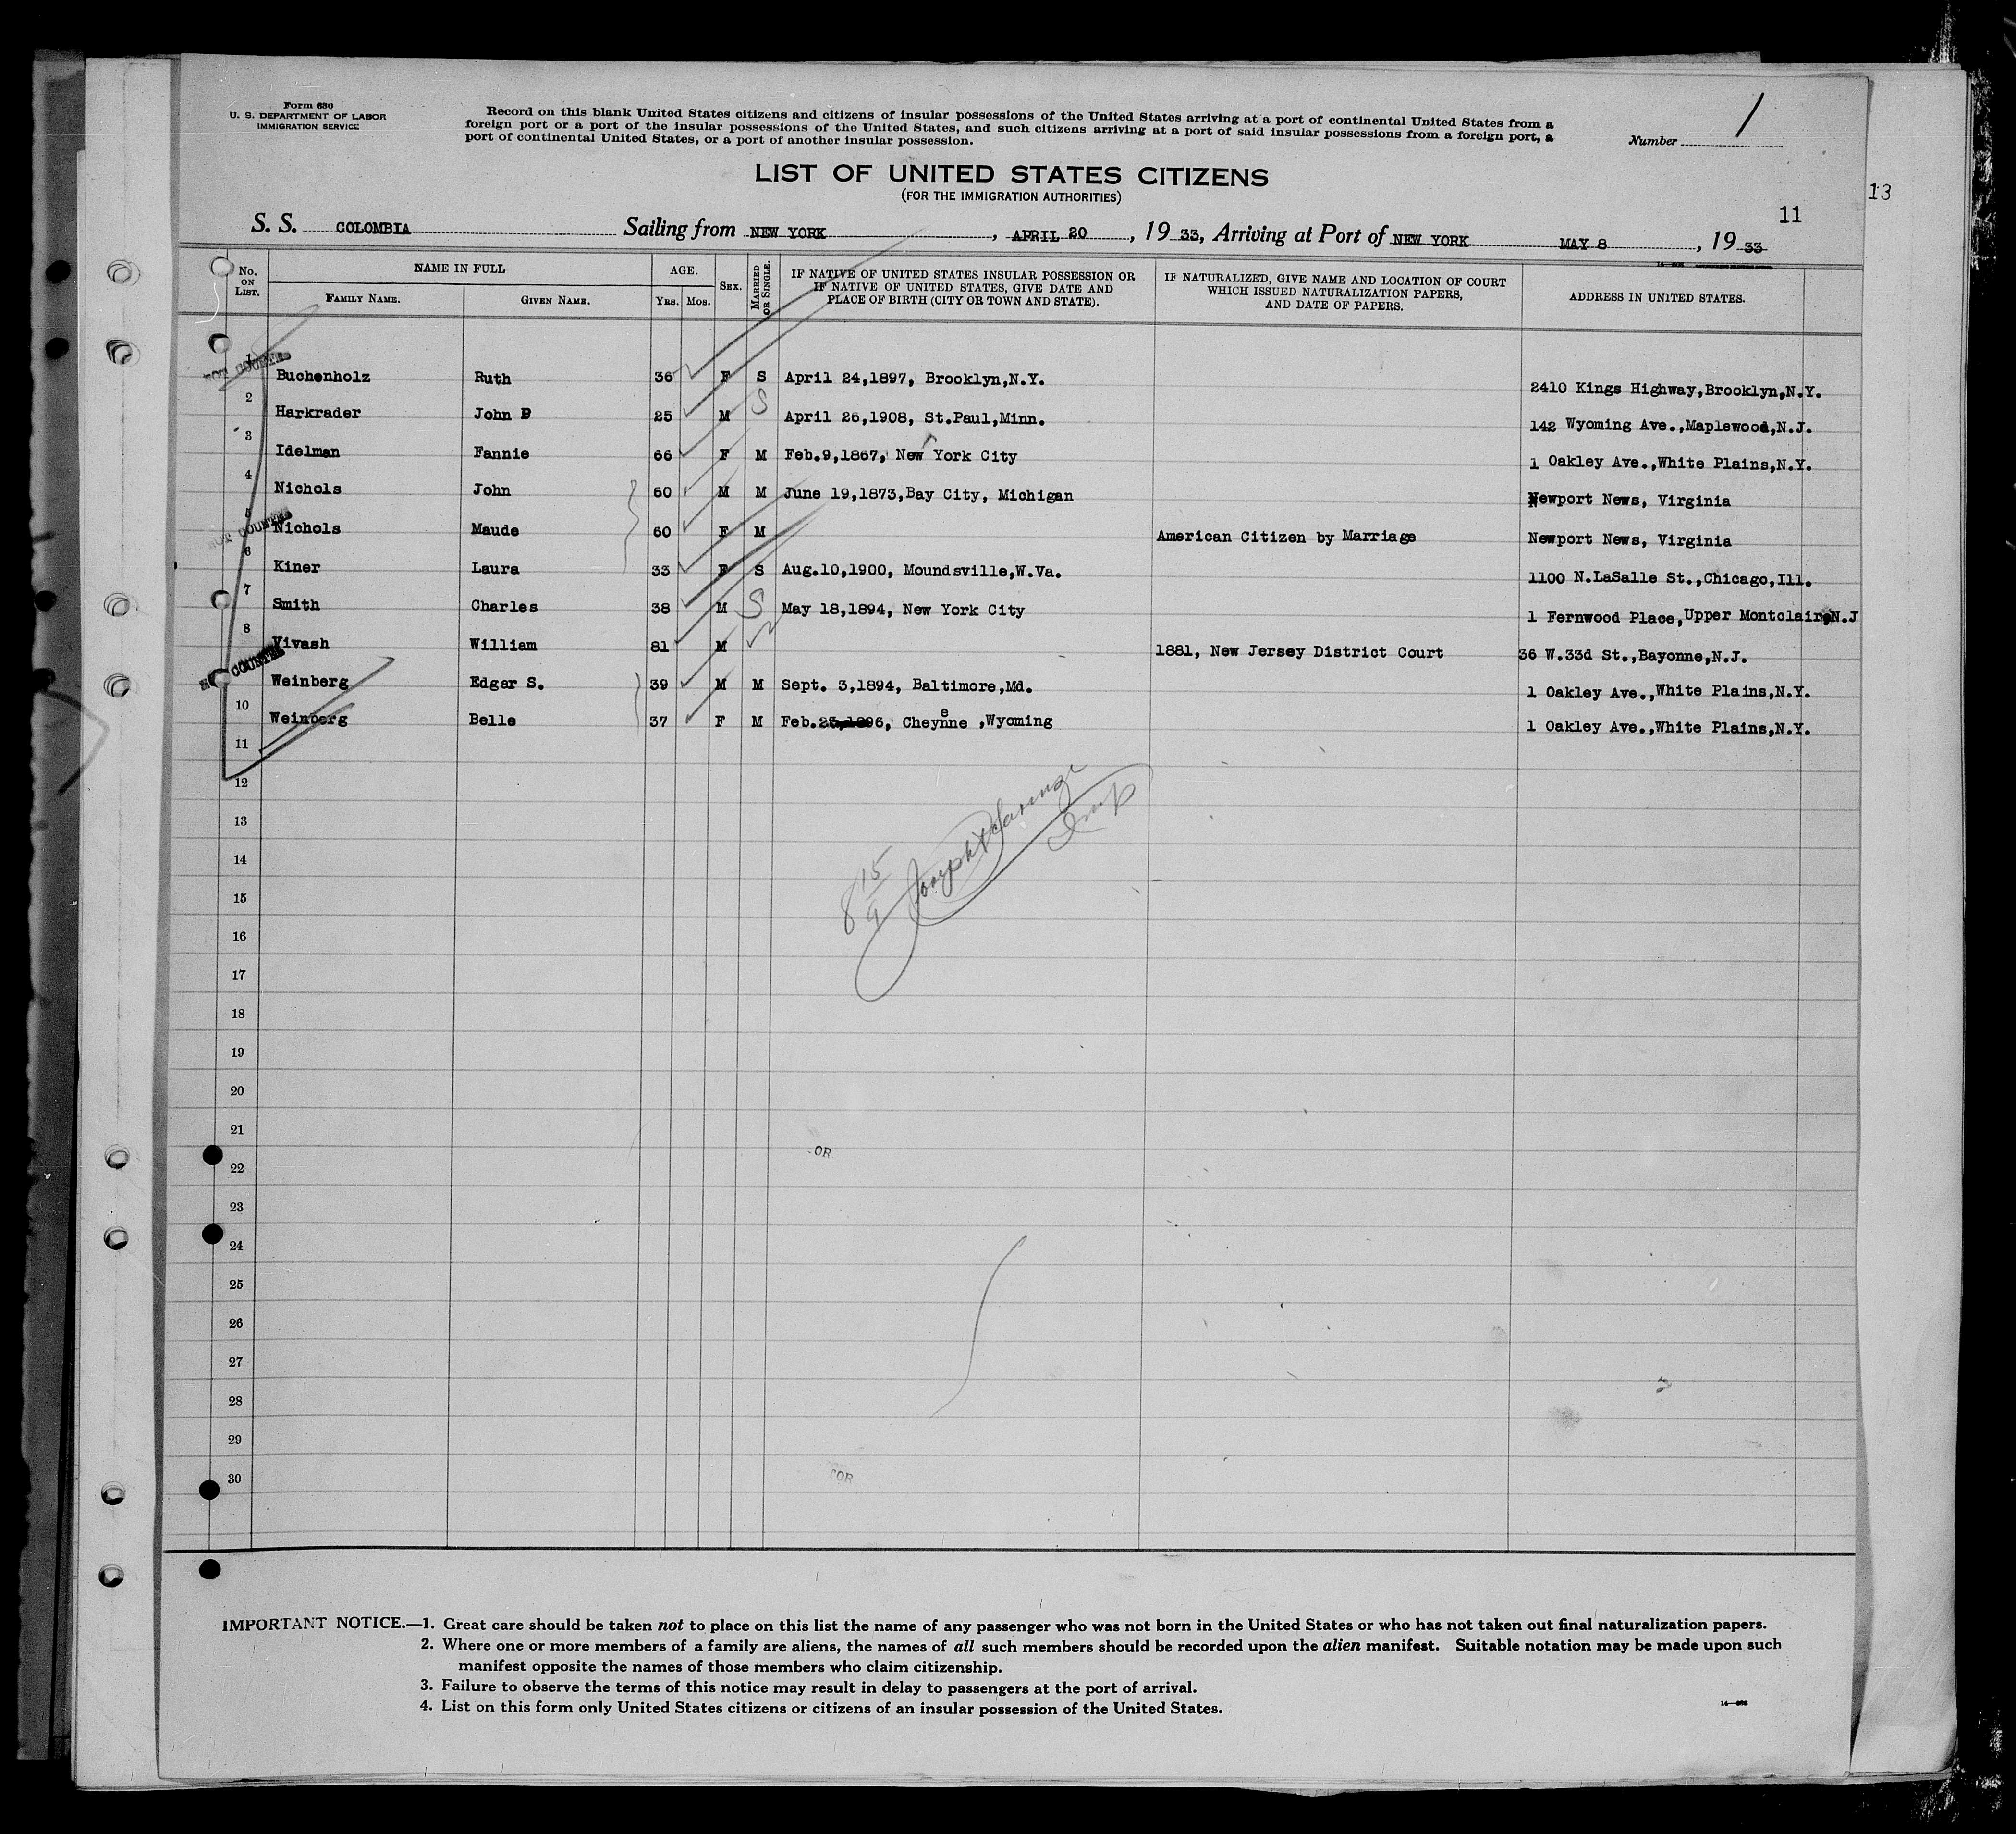 Form 630
U. S. DEPARTMENT OF LABOR
IMMIGRATION SERVICE
Record on this blank United States citizens and citizens of insular possessions of the United States arriving at a port of continental United States from a
foreign port or a port of the insular possessions of the United States, and such citizens arriving at a port of said insular possessions from a foreign port, a
port of continental United States, or a port of another insular possession.
Number 1
LIST OF UNITED STATES CITIZENS
(FOR THE IMMIGRATION AUTHORITIES)
13
11
S. S. COLOMBIA Sailing from NEW YORK, APRIL 20, 19 33, Arriving at Port of NEW YORK MAY 8, 19 33
No. ON LIST. NAME IN FULL FAMILY NAME. GIVEN NAME. AGE. YRS. MOS. SEX. MARRIED OR SINGLE.
IF NATIVE OF UNITED STATES INSULAR POSSESSION OR
IF NATIVE OF UNITED STATES, GIVE DATE AND
PLACE OF BIRTH (CITY OR TOWN AND STATE).
IF NATURALIZED, GIVE NAME AND LOCATION OF COURT
WHICH ISSUED NATURALIZATION PAPERS,
AND DATE OF PAPERS.
ADDRESS IN UNITED STATES.
NOT COUNTED
1 Buchenholz Ruth 36 F S April 24,1897, Brooklyn,N.Y. 2410 Kings Highway,Brooklyn,N.Y.
2 Harkrader John P 25 M S April 26,1908, St.Paul,Minn. 142 Wyoming Ave.,Maplewood,N.J.
3 Idelman Fannie 66 F M Feb.9,1867, New York City 1 Oakley Ave.,White Plains,N.Y.
4 Nichols John 60 M M June 19,1873,Bay City, Michigan Newport News, Virginia
NOT COUNTED
5 Nichols Maude 60 F M American Citizen by Marriage Newport News, Virginia
6 Kiner Laura 33 F S Aug.10,1900, Moundsville,W.Va. 1100 N.LaSalle St.,Chicago,Ill.
7 Smith Charles 38 M S May 18,1894, New York City 1 Fernwood Place,Upper Montclair,N.J
8 Vivash William 81 M 1881, New Jersey District Court 36 W.33d St.,Bayonne,N.J.
COUNTED
Weinberg Edgar S. 39 M M Sept. 3,1894, Baltimore,Md. 1 Oakley Ave.,White Plains,N.Y.
10 Weinberg Belle 37 F M Feb.23,1896, Cheyenne ,Wyoming 1 Oakley Ave.,White Plains,N.Y.
11
12
13
14
15
16
17
18
19
20
21
OR
22
23
24
25
26
27
28
29
30
OR
IMPORTANT NOTICE.—1. Great care should be taken not to place on this list the name of any passenger who was not born in the United States or who has not taken out final naturalization papers.
2. Where one or more members of a family are aliens, the names of all such members should be recorded upon the alien manifest. Suitable notation may be made upon such
manifest opposite the names of those members who claim citizenship.
3. Failure to observe the terms of this notice may result in delay to passengers at the port of arrival.
4. List on this form only United States citizens or citizens of an insular possession of the United States.